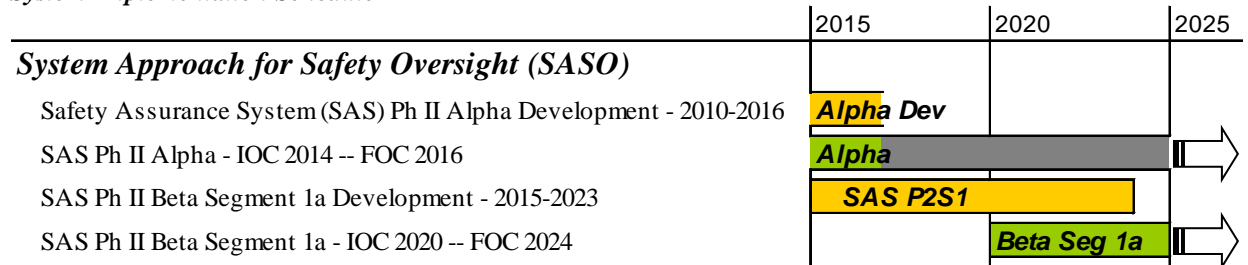 2015 2020 2025
System Approach for Safety Oversight (SASO)
Safety Assurance System (SAS) Ph II Alpha Development - 2010-2016 Alpha Dev
SAS Ph II Alpha - IOC 2014 -- FOC 2016 Alpha
SAS Ph II Beta Segment 1a Development - 2015-2023 SAS P2S1
SAS Ph II Beta Segment 1a - IOC 2020 -- FOC 2024 Beta Seg 1a